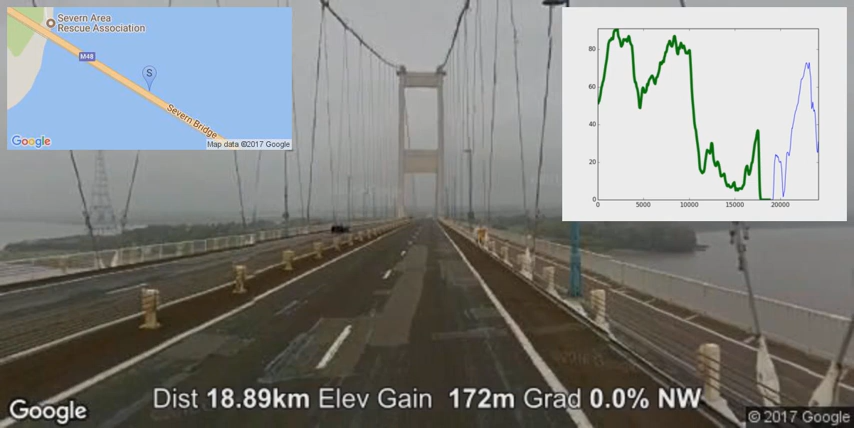 Severn Area
Rescue Association
M48
S
Severn Bridge
Google
Map data ©2017 Google
80
60
40
20
0
0
5000
10000
15000
20000
Dist 18.89km Elev Gain 172m Grad 0.0% NW
Google
© 2017 Google